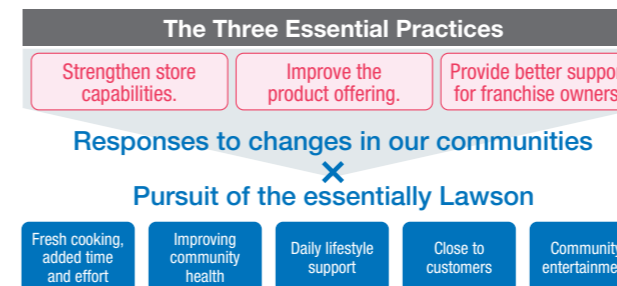 The Three Essential Practices
Strengthen store
capabilities.
Improve the
product offering.
Provide better suppo
for franchise owners
Responses to changes in our communities
×
Pursuit of the essentially Lawson
Fresh cooking,
added time
and effort
Improving
community
health
Daily lifestyle
support
Close to
customers
Community
entertainme